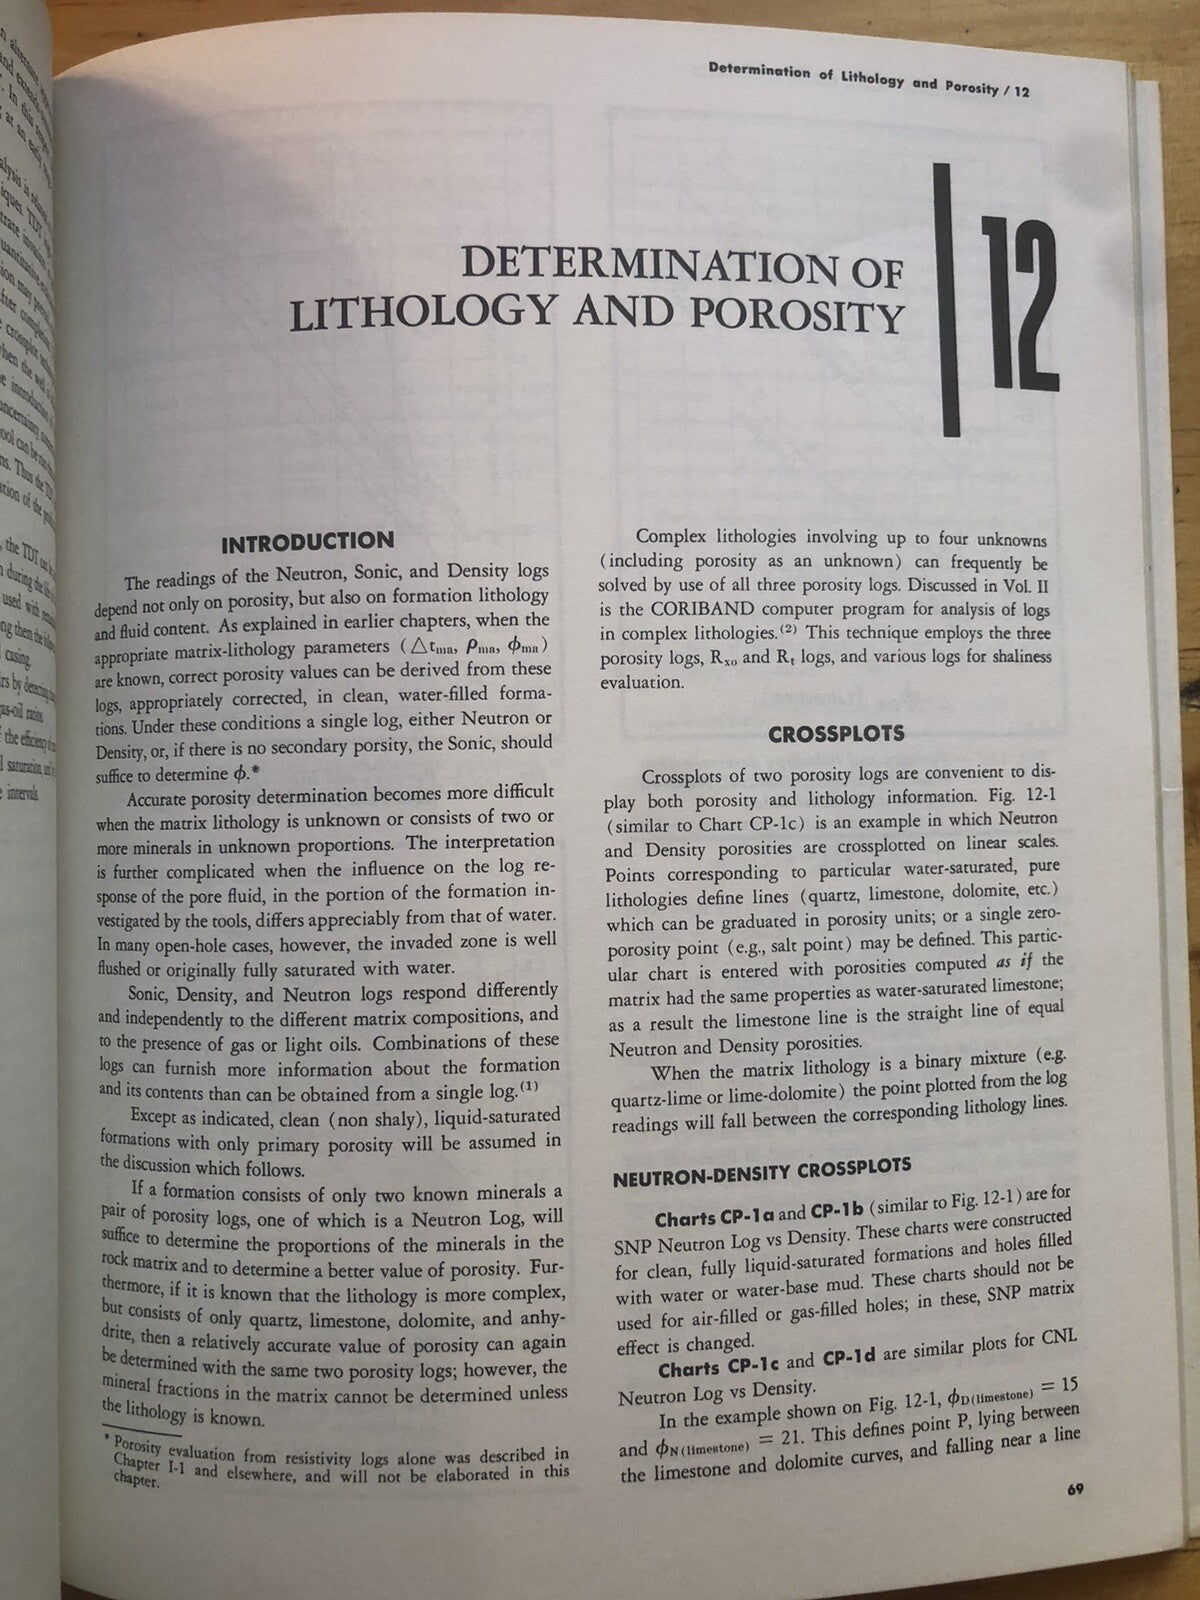 Determination of Lithology and Porosity / 12
12
DETERMINATION OF
LITHOLOGY AND POROSITY
INTRODUCTION
The readings of the Neutron, Sonic, and Density logs
depend not only on porosity, but also on formation lithology
and fluid content. As explained in earlier chapters, when the
appropriate matrix-lithology parameters (△tma, ρma, ϕma)
are known, correct porosity values can be derived from these
logs, appropriately corrected, in clean, water-filled forma-
tions. Under these conditions a single log, either Neutron or
Density, or, if there is no secondary porsity, the Sonic, should
suffice to determine ϕ.*
Accurate porosity determination becomes more difficult
when the matrix lithology is unknown or consists of two or
more minerals in unknown proportions. The interpretation
is further complicated when the influence on the log re-
sponse of the pore fluid, in the portion of the formation in-
vestigated by the tools, differs appreciably from that of water.
In many open-hole cases, however, the invaded zone is well
flushed or originally fully saturated with water.
Sonic, Density, and Neutron logs respond differently
and independently to the different matrix compositions, and
to the presence of gas or light oils. Combinations of these
logs can furnish more information about the formation
and its contents than can be obtained from a single log.(1)
Except as indicated, clean (non shaly), liquid-saturated
formations with only primary porosity will be assumed in
the discussion which follows.
If a formation consists of only two known minerals a
pair of porosity logs, one of which is a Neutron Log, will
suffice to determine the proportions of the minerals in the
rock matrix and to determine a better value of porosity. Fur-
thermore, if it is known that the lithology is more complex,
but consists of only quartz, limestone, dolomite, and anhy-
drite, then a relatively accurate value of porosity can again
be determined with the same two porosity logs; however, the
mineral fractions in the matrix cannot be determined unless
the lithology is known.
* Porosity evaluation from resistivity logs alone was described in
Chapter I-1 and elsewhere, and will not be elaborated in this
chapter.
Complex lithologies involving up to four unknowns
(including porosity as an unknown) can frequently be
solved by use of all three porosity logs. Discussed in Vol. II
is the CORIBAND computer program for analysis of logs
in complex lithologies.(2) This technique employs the three
porosity logs, Rxo and Rt logs, and various logs for shaliness
evaluation.
CROSSPLOTS
Crossplots of two porosity logs are convenient to dis-
play both porosity and lithology information. Fig. 12-1
(similar to Chart CP-1c) is an example in which Neutron
and Density porosities are crossplotted on linear scales.
Points corresponding to particular water-saturated, pure
lithologies define lines (quartz, limestone, dolomite, etc.)
which can be graduated in porosity units; or a single zero-
porosity point (e.g., salt point) may be defined. This partic-
ular chart is entered with porosities computed as if the
matrix had the same properties as water-saturated limestone;
as a result the limestone line is the straight line of equal
Neutron and Density porosities.
When the matrix lithology is a binary mixture (e.g.
quartz-lime or lime-dolomite) the point plotted from the log
readings will fall between the corresponding lithology lines.
NEUTRON-DENSITY CROSSPLOTS
Charts CP-1a and CP-1b (similar to Fig. 12-1) are for
SNP Neutron Log vs Density. These charts were constructed
for clean, fully liquid-saturated formations and holes filled
with water or water-base mud. These charts should not be
used for air-filled or gas-filled holes; in these, SNP matrix
effect is changed.
Charts CP-1c and CP-1d are similar plots for CNL
Neutron Log vs Density.
In the example shown on Fig. 12-1, ϕD(limestone) = 15
and ϕN(limestone) = 21. This defines point P, lying between
the limestone and dolomite curves, and falling near a line
69